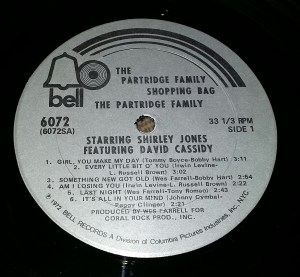 THE
PARTRIDGE FAMILY
SHOPPING BAG
THE PARTRIDGE FAMILY
bell
6072
(6072SA)
33 1/3 RPM
SIDE 1
STARRING SHIRLEY JONES
FEATURING DAVID CASSIDY
1. GIRL, YOU MAKE MY DAY (Tommy Boyce-Bobby Hart) 3:11
2. EVERY LITTLE BIT O' YOU (Irwin Levine-
L. Russell Brown) 3:02
3. SOMETHING NEW GOT OLD (Wes Farrell-Bobby Hart) 2:54
4. AM I LOSING YOU (Irwin Levine-L. Russell Brown) 2:22
5. LAST NIGHT (Wes Farrell-Tony Romeo) 2:43
6. IT'S ALL IN YOUR MIND (Johnny Cymbal-
Peggy Clinger) 2:21
PRODUCED BY WES FARRELL FOR
CORAL ROCK PROD., INC.
℗ 1972 BELL RECORDS A Division of Columbia Pictures Industries, Inc. NYC